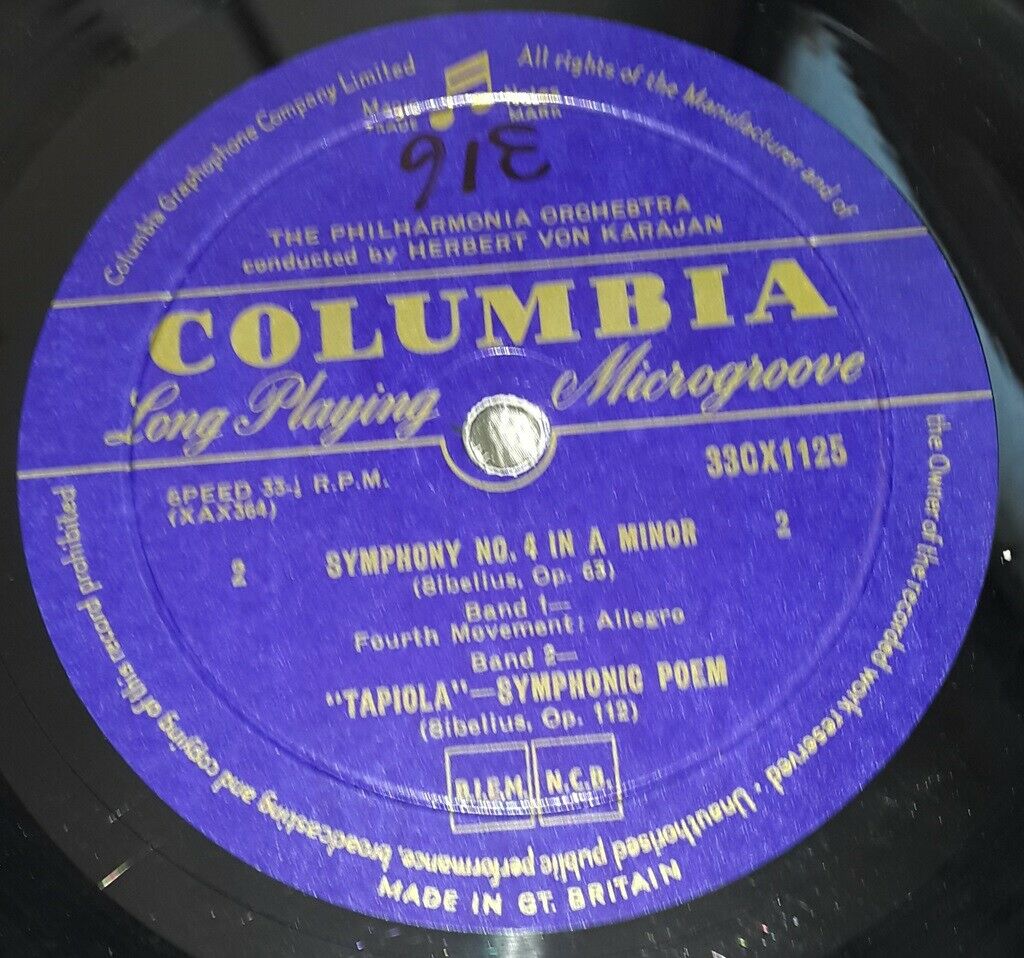 Columbia Graphophone Company Limited
All rights of the Manufacturer and of
the Owner of the recorded work reserved · Unauthorised public performance, broadcasting and copying of this record prohibited
TRADE MARK
316
THE PHILHARMONIA ORCHESTRA
conducted by HERBERT VON KARAJAN
COLUMBIA
Long Playing Microgroove
33CX1125
SPEED 33⅓ R.P.M.
(XAX364)
2 2
SYMPHONY NO. 4 IN A MINOR
(Sibelius, Op. 63)
Band 1—
Fourth Movement: Allegro
Band 2—
"TAPIOLA"—SYMPHONIC POEM
(Sibelius, Op. 112)
B.I.E.M. N.C.B.
MADE IN GT. BRITAIN